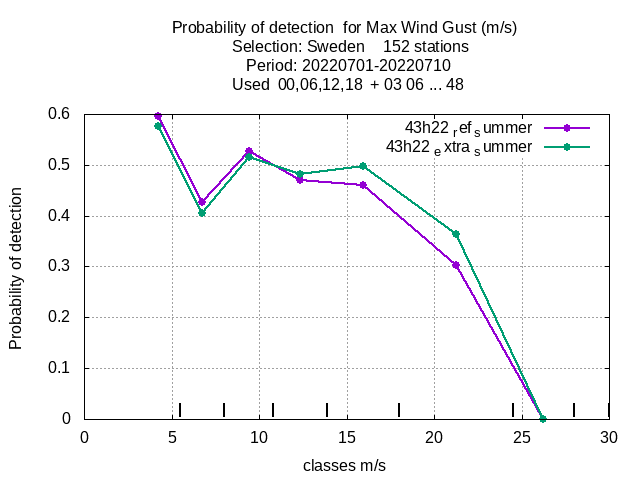 Probability of detection  for Max Wind Gust (m/s)
Selection: Sweden    152 stations
Period: 20220701-20220710
Used  00,06,12,18  + 03 06 ... 48
43h22 ref summer
43h22 extra summer
Probability of detection
0.6
0.5
0.4
0.3
0.2
0.1
0
0 5 10 15 20 25 30
classes m/s